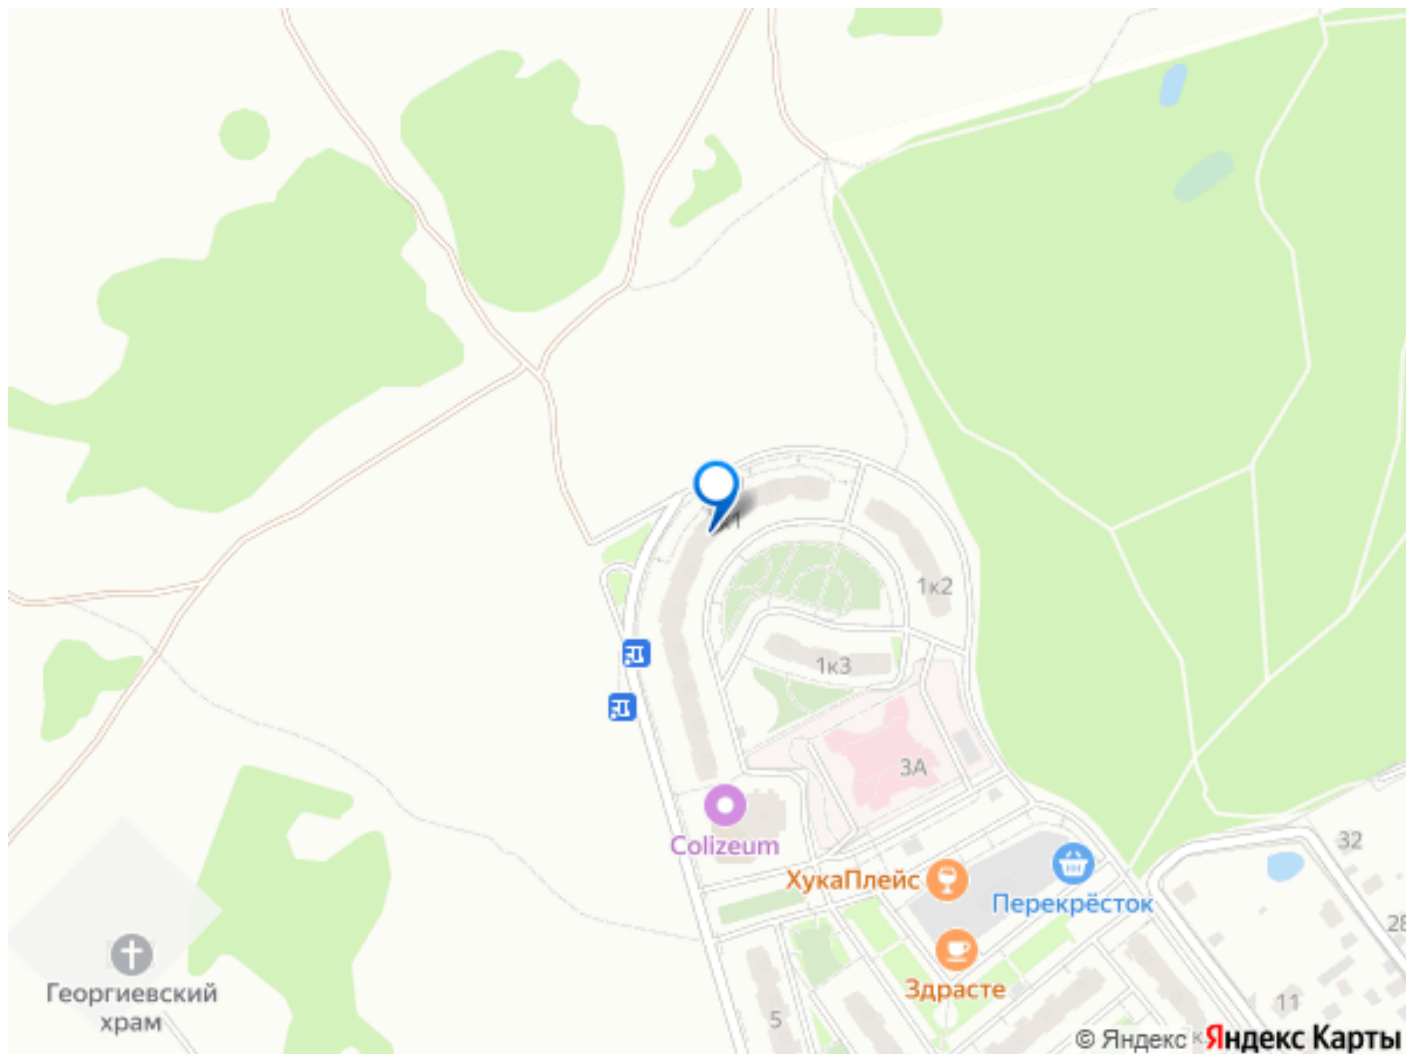 1к2
1к3
3А
Colizeum
32
ХукаПлейс
Перекрёсток
28
Георгиевский
храм
Здрасте
11
5
© Яндекс
Яндекс Карты